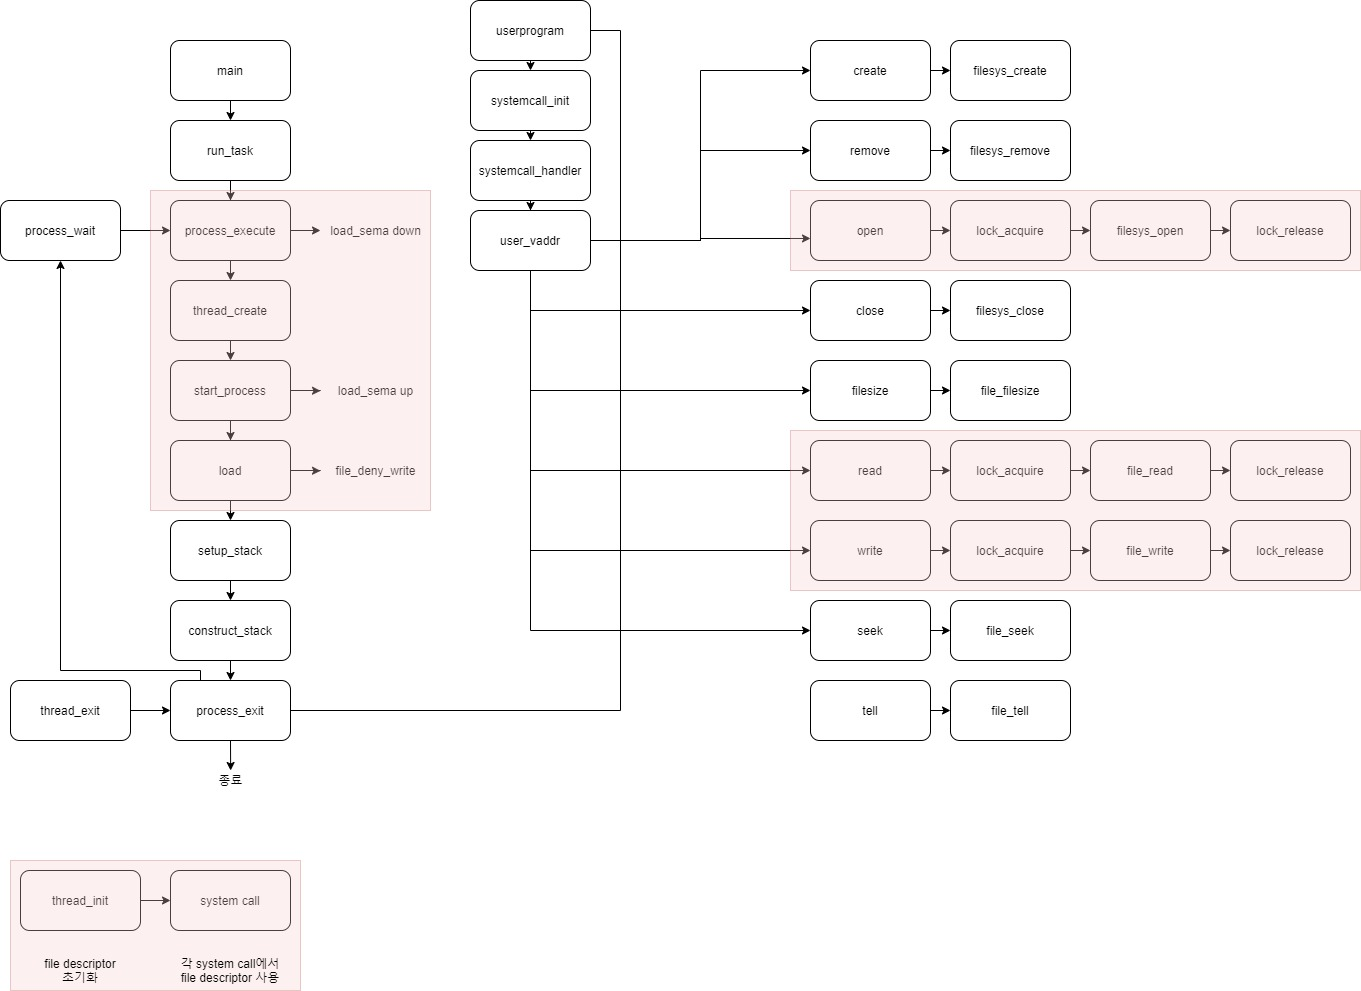 main
run_task
process_wait
process_execute
load_sema down
thread_create
start_process
load_sema up
load
file_deny_write
setup_stack
construct_stack
thread_exit
process_exit
종료
userprogram
systemcall_init
systemcall_handler
user_vaddr
create
filesys_create
remove
filesys_remove
open
lock_acquire
filesys_open
lock_release
close
filesys_close
filesize
file_filesize
read
lock_acquire
file_read
lock_release
write
lock_acquire
file_write
lock_release
seek
file_seek
tell
file_tell
thread_init
system call
file descriptor
초기화
각 system call에서
file descriptor 사용